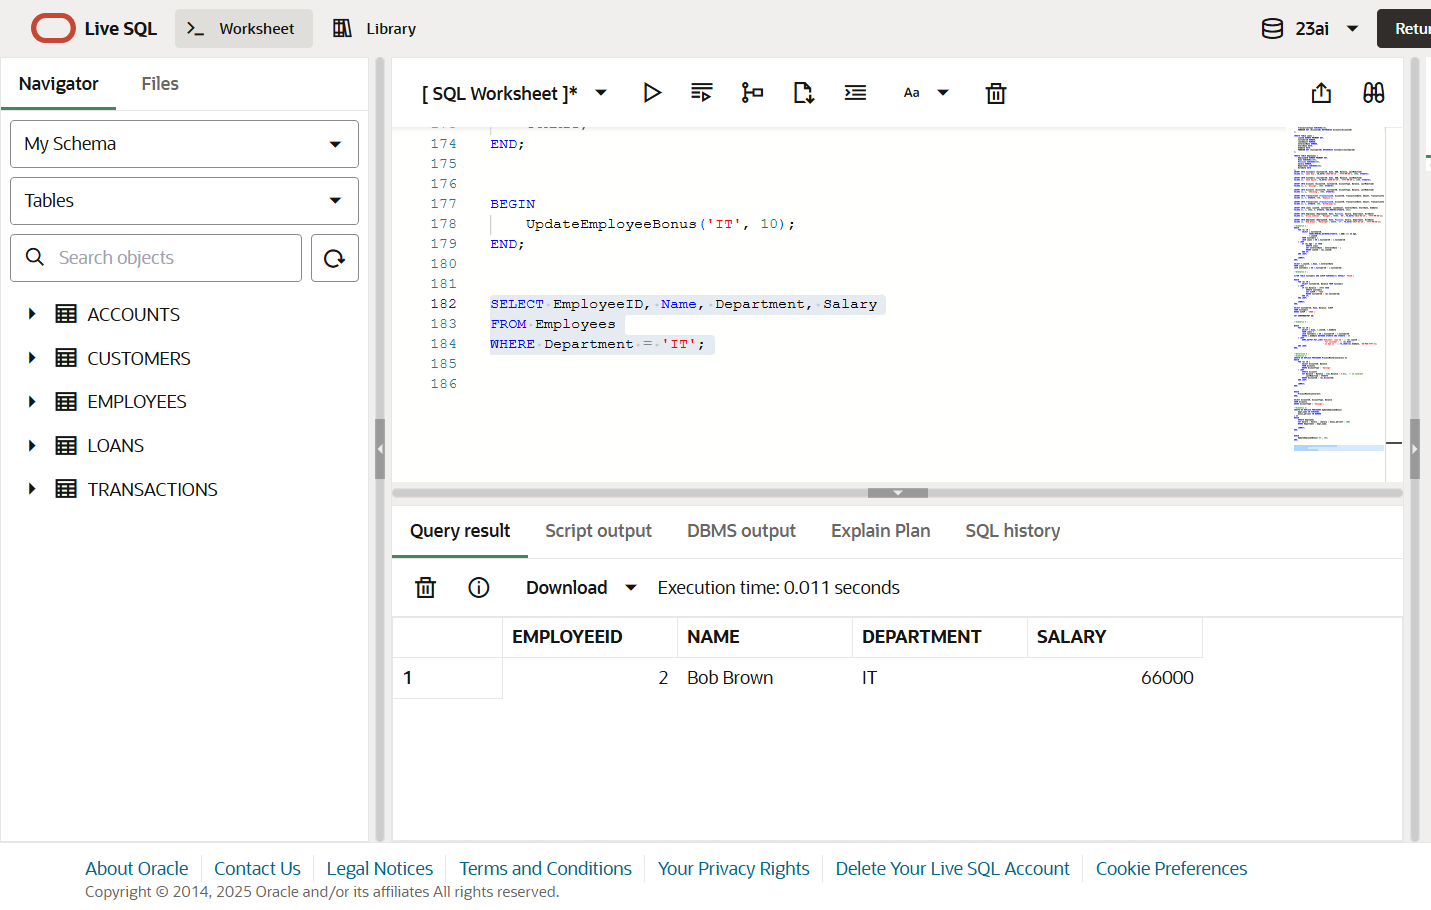 Live SQL
Worksheet
Library
23ai
Retur
Navigator
Files
[ SQL Worksheet ]*
Aa
My Schema
Tables
Search objects
ACCOUNTS
CUSTOMERS
EMPLOYEES
LOANS
TRANSACTIONS
174 END;
175
176
177 BEGIN
178 UpdateEmployeeBonus('IT', 10);
179 END;
180
181
182 SELECT EmployeeID, Name, Department, Salary
183 FROM Employees
184 WHERE Department = 'IT';
185
186
Query result
Script output
DBMS output
Explain Plan
SQL history
Download
Execution time: 0.011 seconds
EMPLOYEEID NAME DEPARTMENT SALARY
1 2 Bob Brown IT 66000
About Oracle
Contact Us
Legal Notices
Terms and Conditions
Your Privacy Rights
Delete Your Live SQL Account
Cookie Preferences
Copyright © 2014, 2025 Oracle and/or its affiliates All rights reserved.